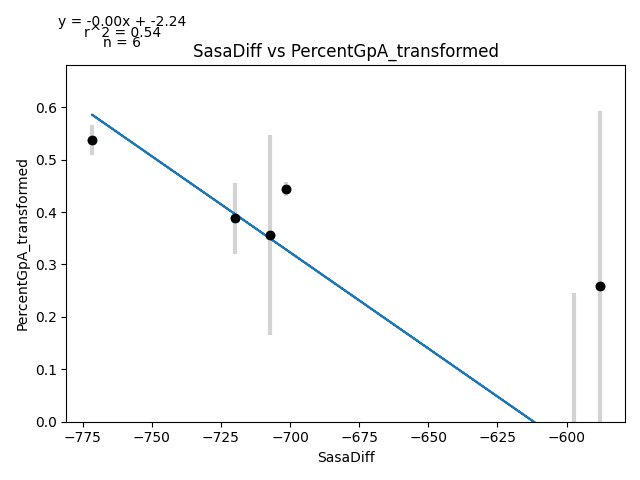 y = -0.00x + -2.24
r^2 = 0.54
n = 6
SasaDiff vs PercentGpA_transformed
PercentGpA_transformed
0.6
0.5
0.4
0.3
0.2
0.1
0.0
−775 −750 −725 −700 −675 −650 −625 −600
SasaDiff